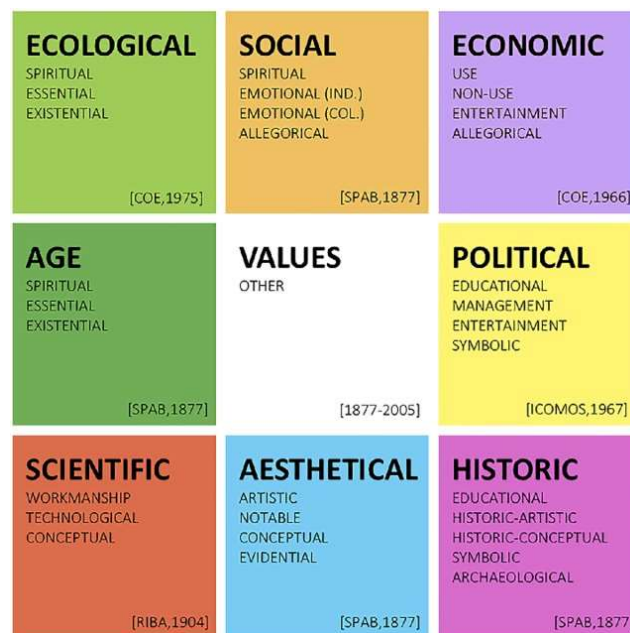 ECOLOGICAL
SPIRITUAL
ESSENTIAL
EXISTENTIAL
[COE,1975]
SOCIAL
SPIRITUAL
EMOTIONAL (IND.)
EMOTIONAL (COL.)
ALLEGORICAL
[SPAB,1877]
ECONOMIC
USE
NON-USE
ENTERTAINMENT
ALLEGORICAL
[COE,1966]
AGE
SPIRITUAL
ESSENTIAL
EXISTENTIAL
[SPAB,1877]
VALUES
OTHER
[1877-2005]
POLITICAL
EDUCATIONAL
MANAGEMENT
ENTERTAINMENT
SYMBOLIC
[ICOMOS,1967]
SCIENTIFIC
WORKMANSHIP
TECHNOLOGICAL
CONCEPTUAL
[RIBA,1904]
AESTHETICAL
ARTISTIC
NOTABLE
CONCEPTUAL
EVIDENTIAL
[SPAB,1877]
HISTORIC
EDUCATIONAL
HISTORIC-ARTISTIC
HISTORIC-CONCEPTUAL
SYMBOLIC
ARCHAEOLOGICAL
[SPAB,1877